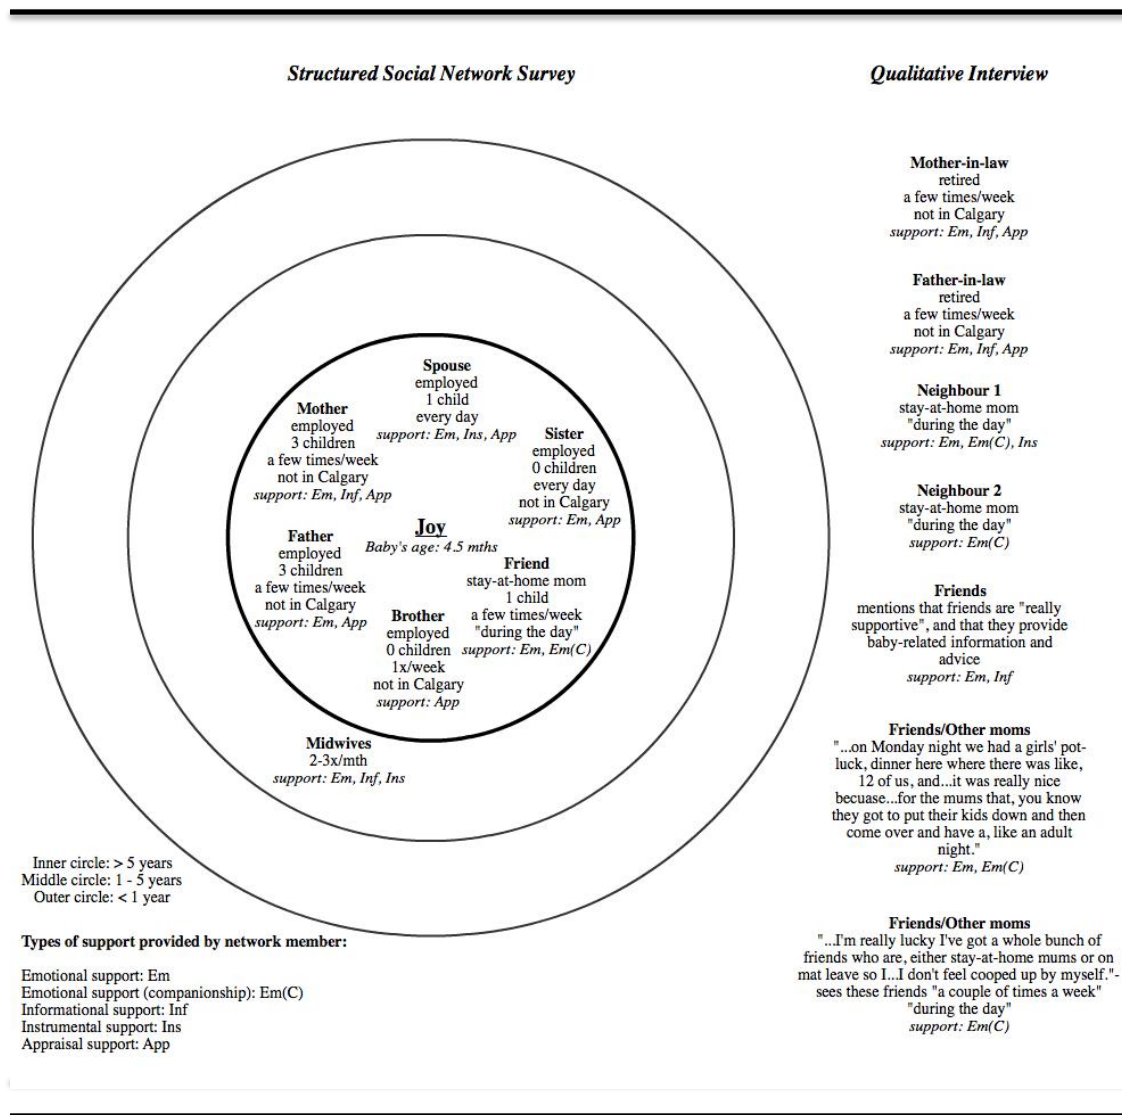 Structured Social Network Survey
Qualitative Interview
Spouse
employed
1 child
every day
support: Em, Ins, App
Mother
employed
3 children
a few times/week
not in Calgary
support: Em, Inf, App
Sister
employed
0 children
every day
not in Calgary
support: Em, App
Joy
Baby's age: 4.5 mths
Father
employed
3 children
a few times/week
not in Calgary
support: Em, App
Friend
stay-at-home mom
1 child
a few times/week
"during the day"
support: Em, Em(C)
Brother
employed
0 children
1x/week
not in Calgary
support: App
Midwives
2-3x/mth
support: Em, Inf, Ins
Inner circle: > 5 years
Middle circle: 1 - 5 years
Outer circle: < 1 year
Types of support provided by network member:
Emotional support: Em
Emotional support (companionship): Em(C)
Informational support: Inf
Instrumental support: Ins
Appraisal support: App
Mother-in-law
retired
a few times/week
not in Calgary
support: Em, Inf, App
Father-in-law
retired
a few times/week
not in Calgary
support: Em, Inf, App
Neighbour 1
stay-at-home mom
"during the day"
support: Em, Em(C), Ins
Neighbour 2
stay-at-home mom
"during the day"
support: Em(C)
Friends
mentions that friends are "really
supportive", and that they provide
baby-related information and
advice
support: Em, Inf
Friends/Other moms
"...on Monday night we had a girls' pot-
luck, dinner here where there was like,
12 of us, and...it was really nice
becuase...for the mums that, you know
they got to put their kids down and then
come over and have a, like an adult
night."
support: Em, Em(C)
Friends/Other moms
"...I'm really lucky I've got a whole bunch of
friends who are, either stay-at-home mums or on
mat leave so I...I don't feel cooped up by myself."-
sees these friends "a couple of times a week"
"during the day"
support: Em(C)